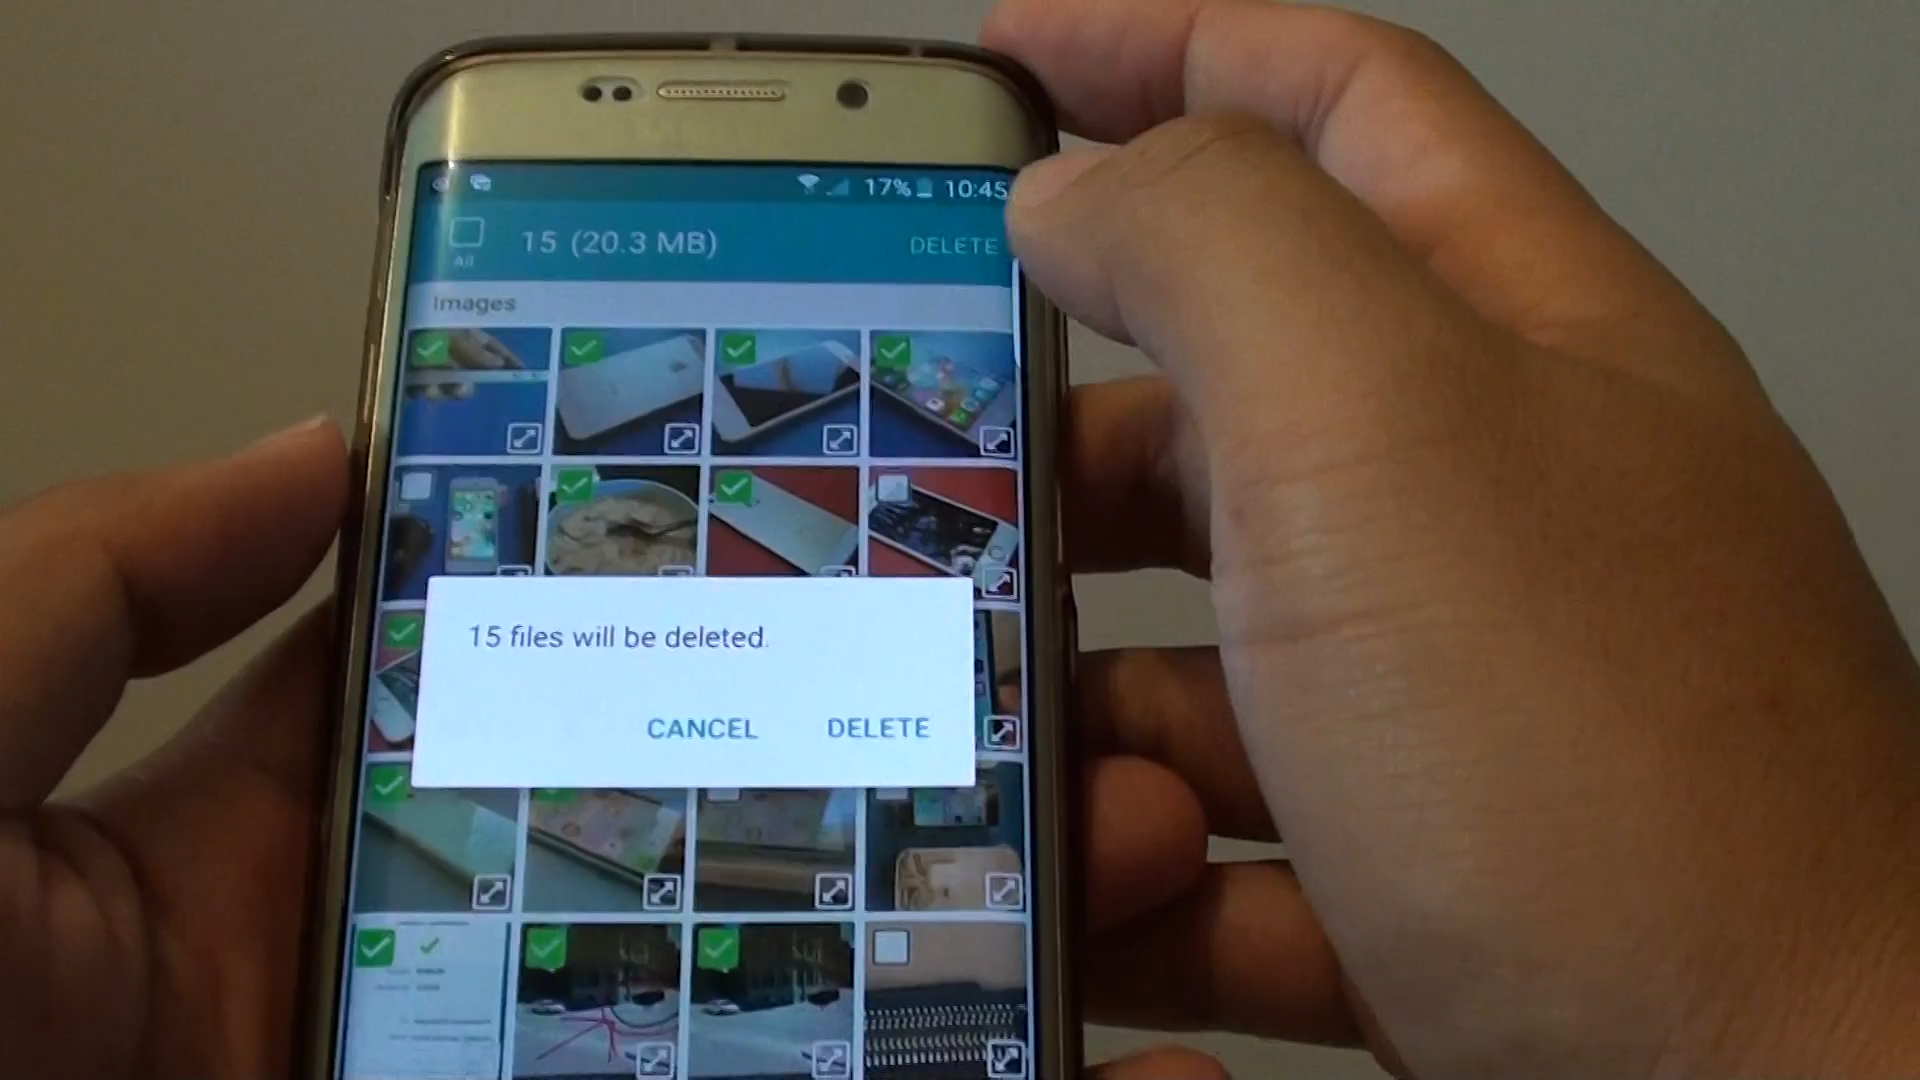 17% 10:45
All 15 (20.3 MB) DELETE
Images
15 files will be deleted.
CANCEL DELETE